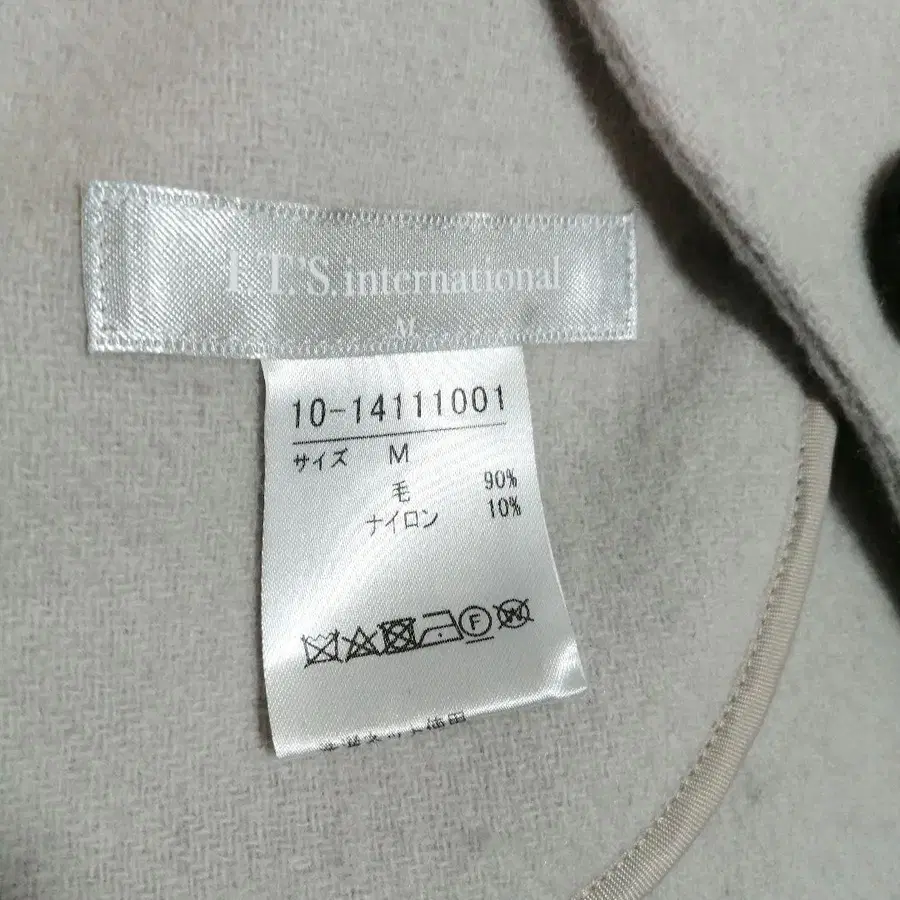 I.T.'S. international
M
10-14111001
サイズ M
毛 90%
ナイロン 10%
F
W